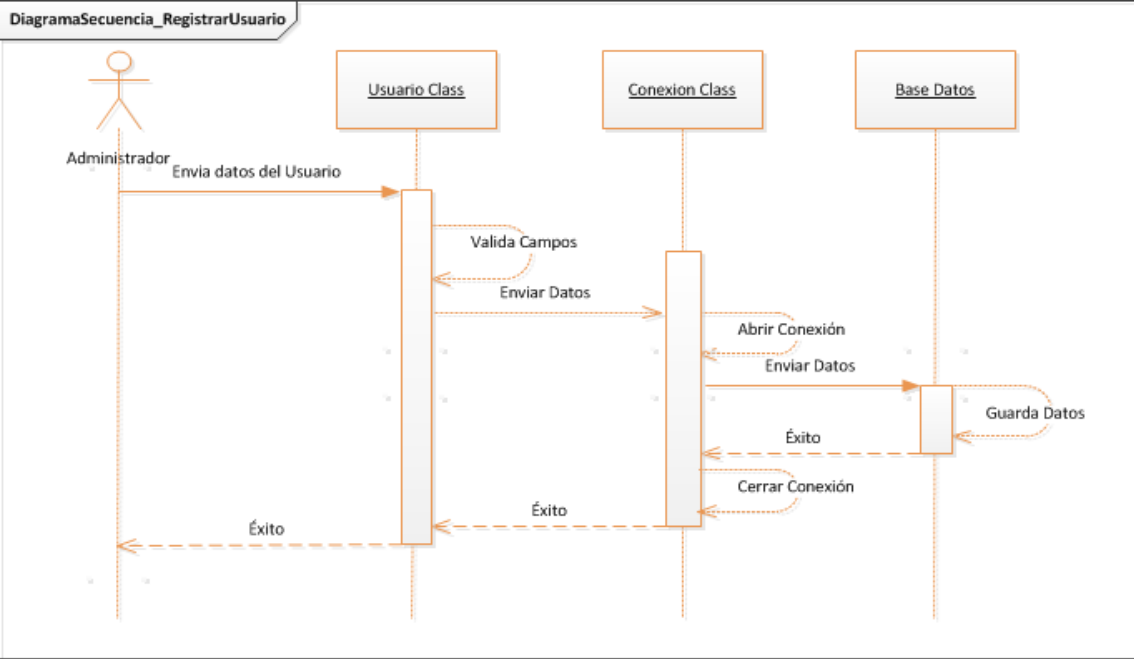 DiagramaSecuencia_RegistrarUsuario
Usuario Class
Conexion Class
Base Datos
Administrador
Envia datos del Usuario
Valida Campos
Enviar Datos
Abrir Conexión
Enviar Datos
Guarda Datos
Éxito
Cerrar Conexión
Éxito
Éxito